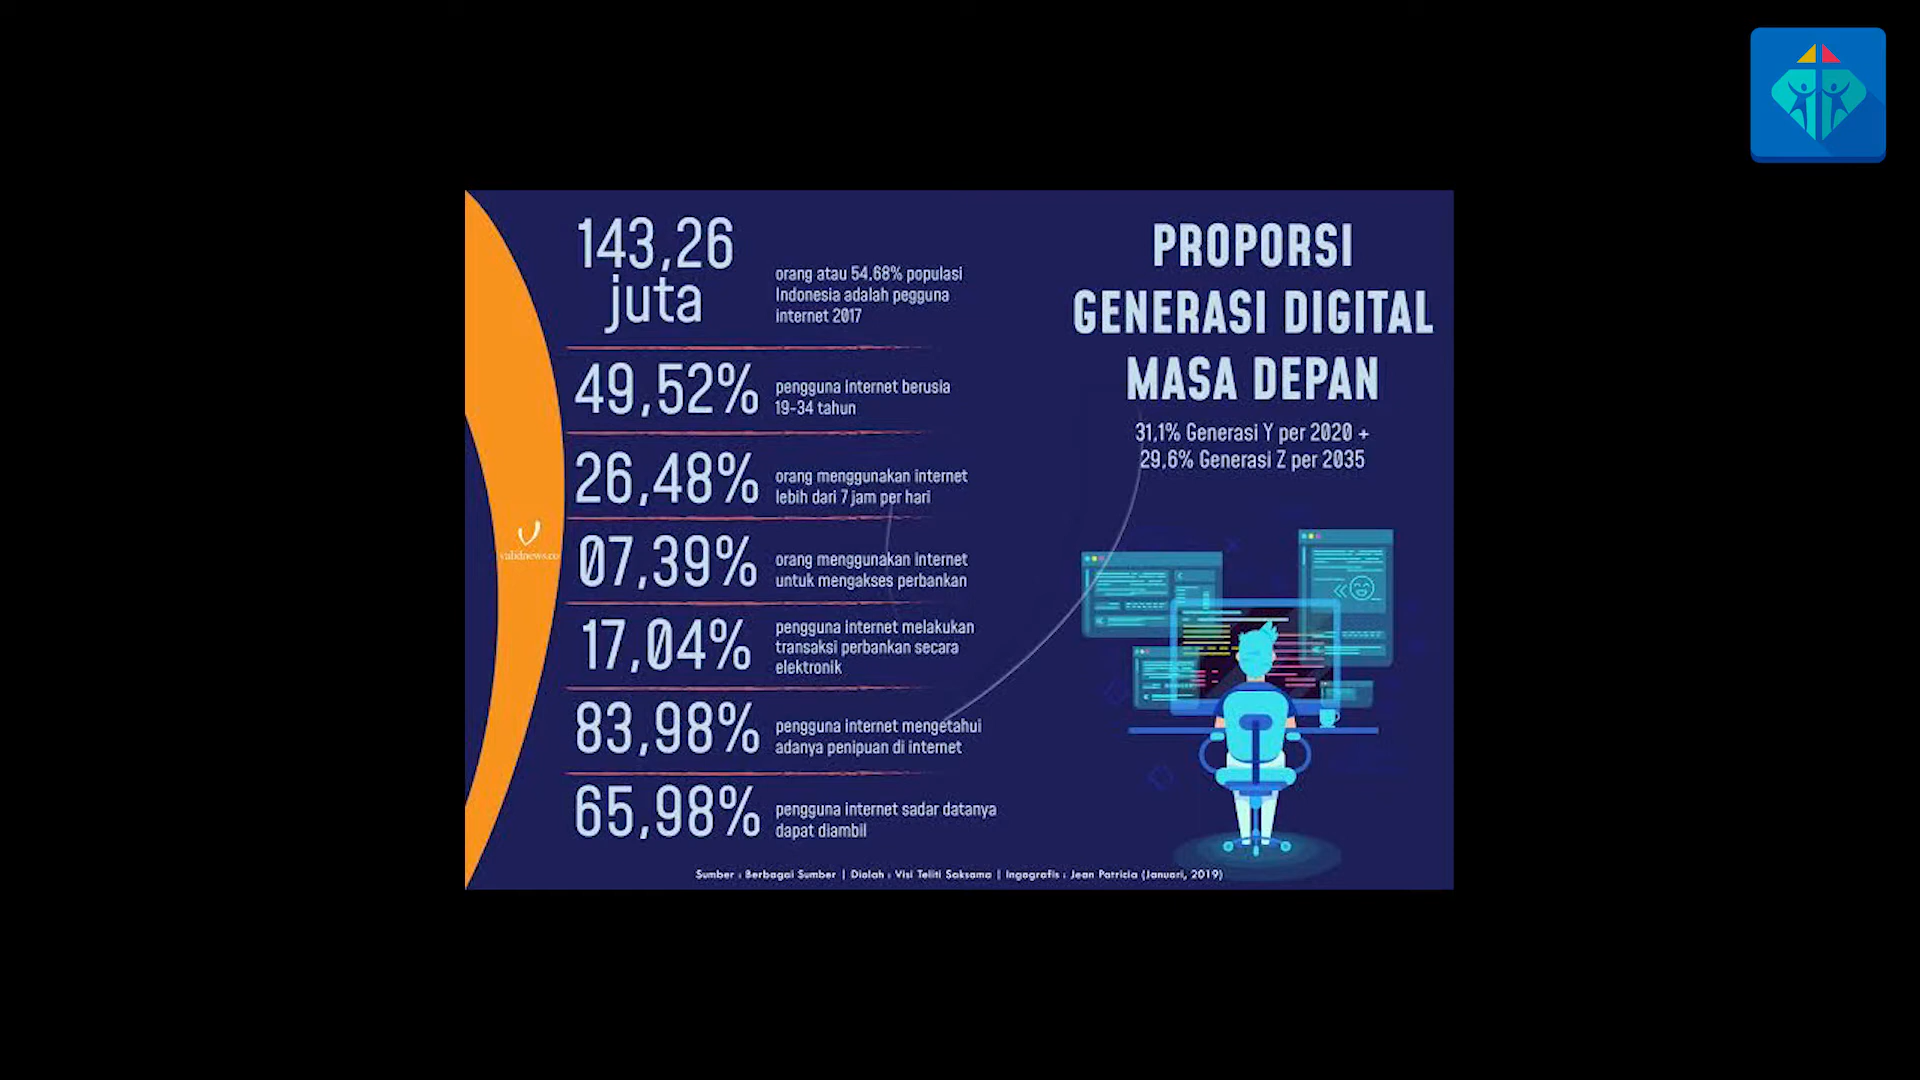 143,26
juta
orang atau 54.68% populasi
Indonesia adalah pegguna
internet 2017
49,52%
pengguna internet berusia
19-34 tahun
26,48%
orang menggunakan internet
lebih dari 7 jam per hari
07,39%
orang menggunakan internet
untuk mengakses perbankan
17,04%
pengguna internet melakukan
transaksi perbankan secara
elektronik
83,98%
pengguna internet mengetahui
adanya penipuan di internet
65,98%
pengguna internet sadar datanya
dapat diambil
PROPORSI
GENERASI DIGITAL
MASA DEPAN
31,1% Generasi Y per 2020 +
29,6% Generasi Z per 2035
validnews.co
Sumber : Berbagai Sumber | Diolah : Visi Teliti Saksama | Ingografis : Jean Patricia (Januari, 2019)